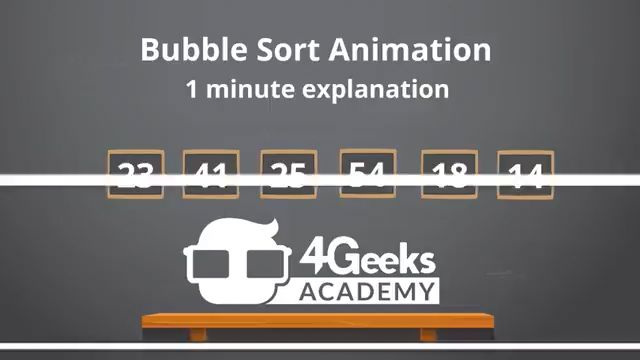 Bubble Sort Animation
1 minute explanation
23 41 25 54 18 14
4Geeks
ACADEMY